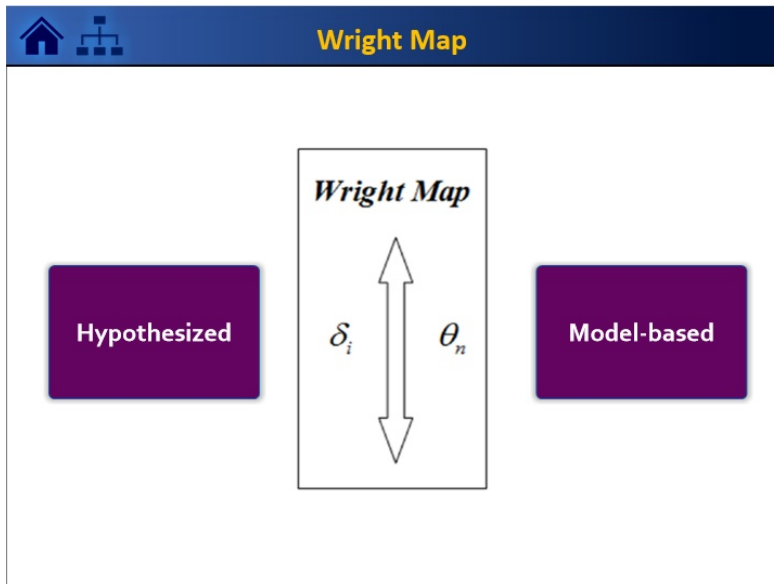 Wright Map
Wright Map
Hypothesized
δᵢ
θₙ
Model-based